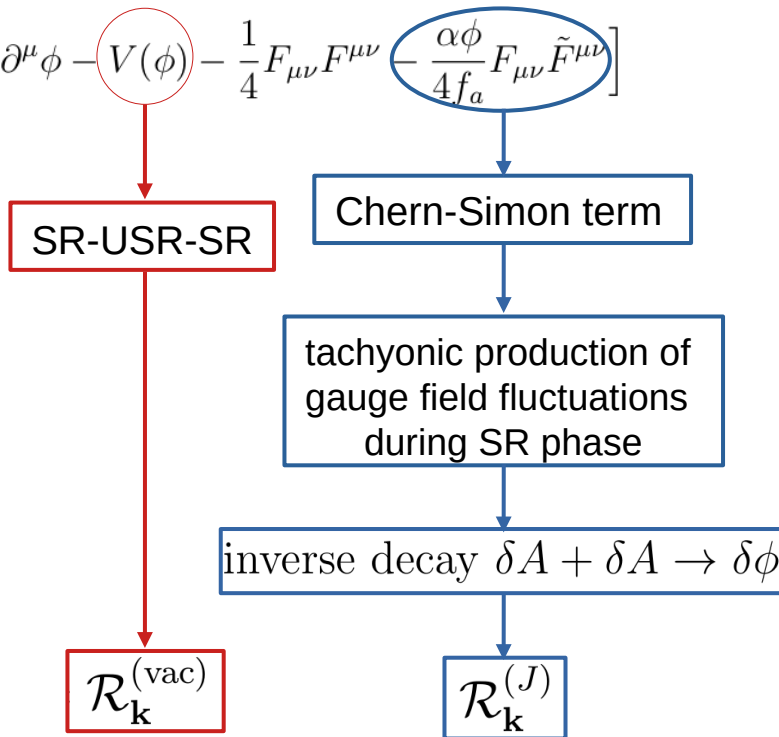 ∂^μ ϕ − V(ϕ) − 1/4 F_{μν} F^{μν} − αϕ/4f_a F_{μν} F̃^{μν} ]
SR-USR-SR
Chern-Simon term
tachyonic production of
gauge field fluctuations
during SR phase
inverse decay δA + δA → δϕ
ℛ_𝐤^{(vac)}
ℛ_𝐤^{(J)}